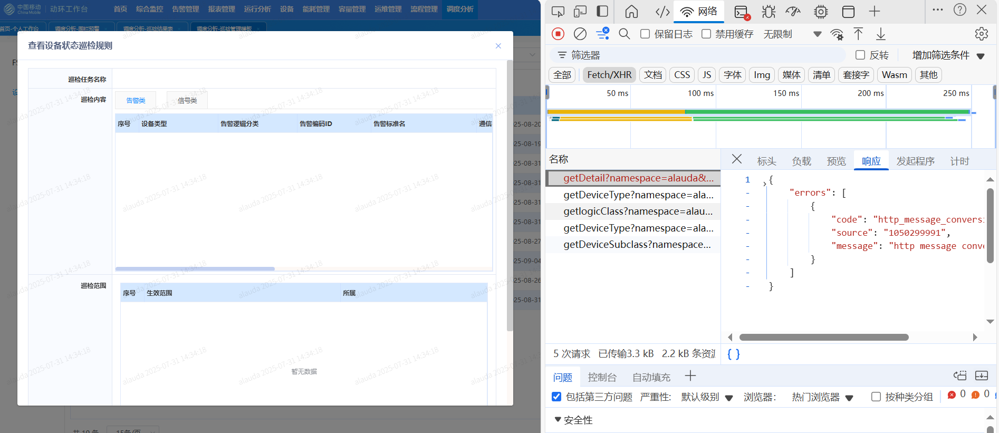 中国移动
China Mobile
动环工作台
首页 综合监控 告警管理 报表管理 运行分析 设备 能耗管理 容量管理 运维管理 流程管理 调度分析
首页-个人工作台 调度分析-围栏预警 调度分析-巡检结果表 调度分析-巡检管理模板
查看设备状态巡检规则
巡检任务名称
巡检内容
告警类 信号类
序号 设备类型 告警逻辑分类 告警编码ID 告警标准名 通信
巡检范围
序号 生效范围 所属
暂无数据
alauda 2025-07-31 14:34:18
25-08-20
25-08-19
25-08-31
25-08-31
25-08-31
25-08-31
25-08-27
25-09-04
25-08-26
25-08-31
共 10 条 15条/页
网络
保留日志 禁用缓存 无限制
筛选器 反转 增加筛选条件
全部 Fetch/XHR 文档 CSS JS 字体 Img 媒体 清单 套接字 Wasm 其他
50 ms 100 ms 150 ms 200 ms 250 ms
名称
getDetail?namespace=alauda&...
getDeviceType?namespace=ala...
getlogicClass?namespace=alau...
getDeviceType?namespace=ala...
getDeviceSubclass?namespace...
标头 负载 预览 响应 发起程序 计时
1 {
- "errors": [
- {
- "code": "http_message_conversi
- "source": "1050299991",
- "message": "http message conve
- }
- ]
- }
5 次请求 已传输3.3 kB 2.2 kB 条资源
{ }
问题 控制台 自动填充
包括第三方问题 严重性: 默认级别 浏览器: 热门浏览器 按种类分组 0 0
安全性